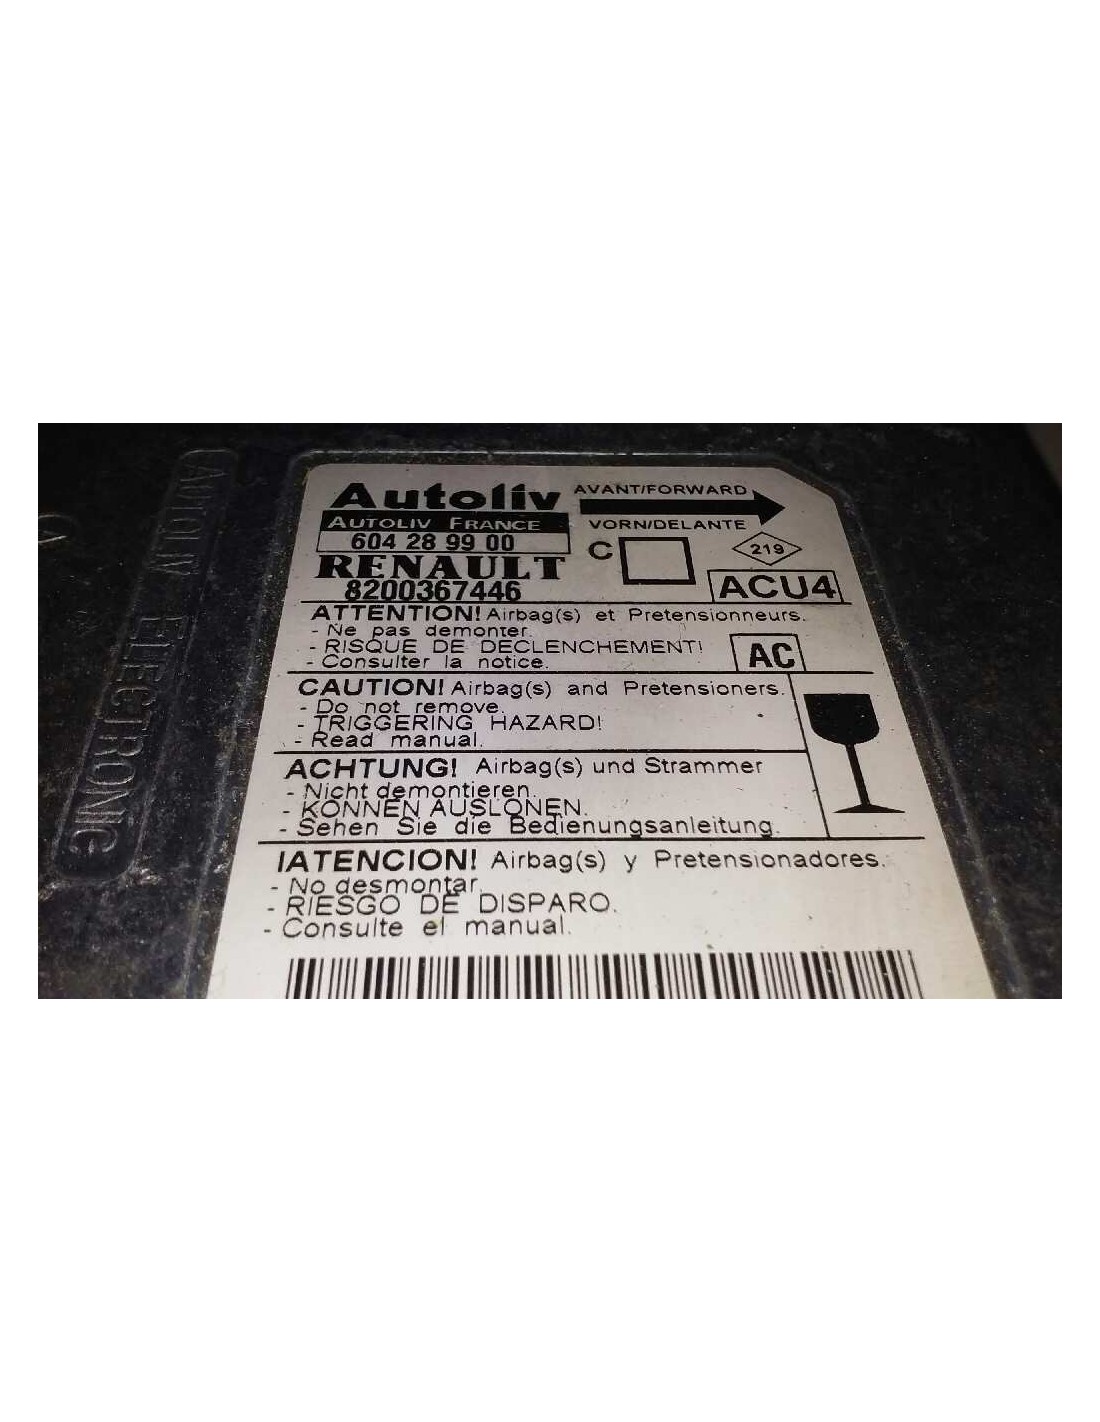 Autoliv
AUTOLIV FRANCE
604 28 99 00
RENAULT
8200367446
AVANT/FORWARD
VORN/DELANTE
C
219
ACU4
ATTENTION! Airbag(s) et Pretensionneurs.
- Ne pas demonter.
- RISQUE DE DECLENCHEMENT!
- Consulter la notice.
AC
CAUTION! Airbag(s) and Pretensioners.
- Do not remove.
- TRIGGERING HAZARD!
- Read manual.
ACHTUNG! Airbag(s) und Strammer
- Nicht demontieren.
- KONNEN AUSLONEN.
- Sehen Sie die Bedienungsanleitung.
!ATENCION! Airbag(s) y Pretensionadores.
- No desmontar.
- RIESGO DE DISPARO.
- Consulte el manual.
AUTOLIV ELECTRONIC